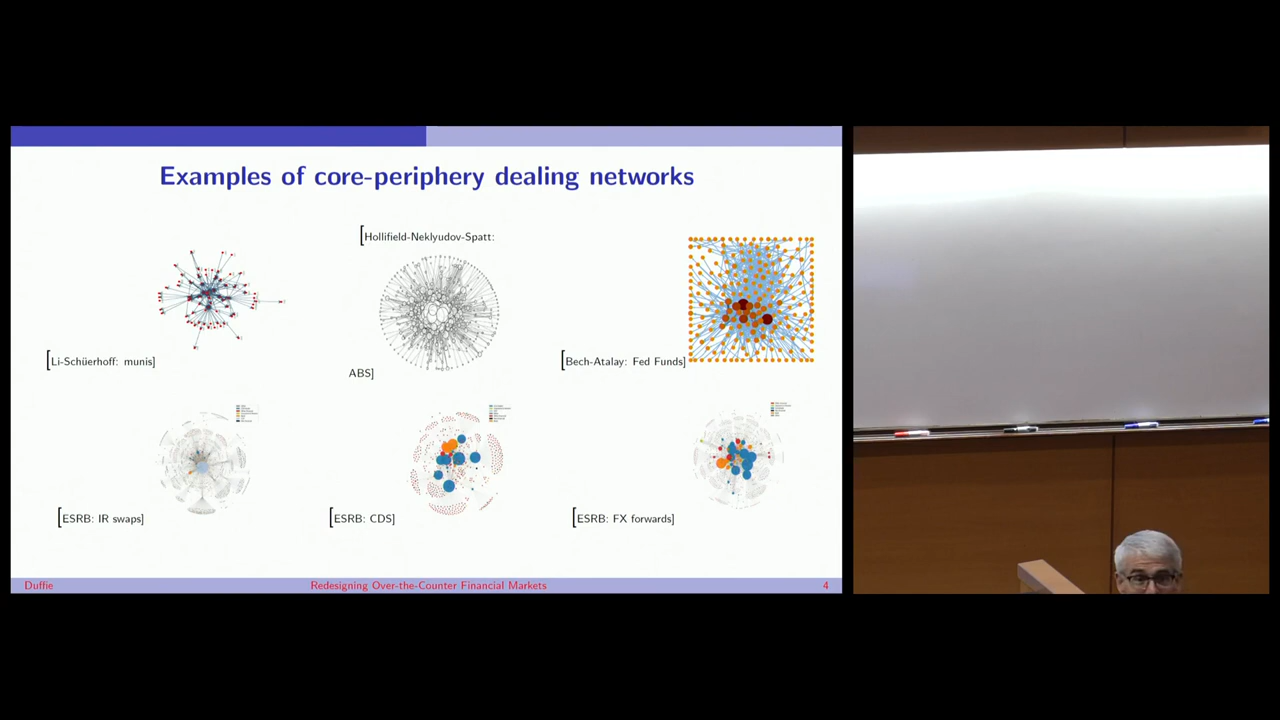 Examples of core-periphery dealing networks
[Hollifield-Neklyudov-Spatt:
ABS]
[Li-Schüerhoff: munis]
[Bech-Atalay: Fed Funds]
[ESRB: IR swaps]
[ESRB: CDS]
[ESRB: FX forwards]
Duffie
Redesigning Over-the-Counter Financial Markets
4